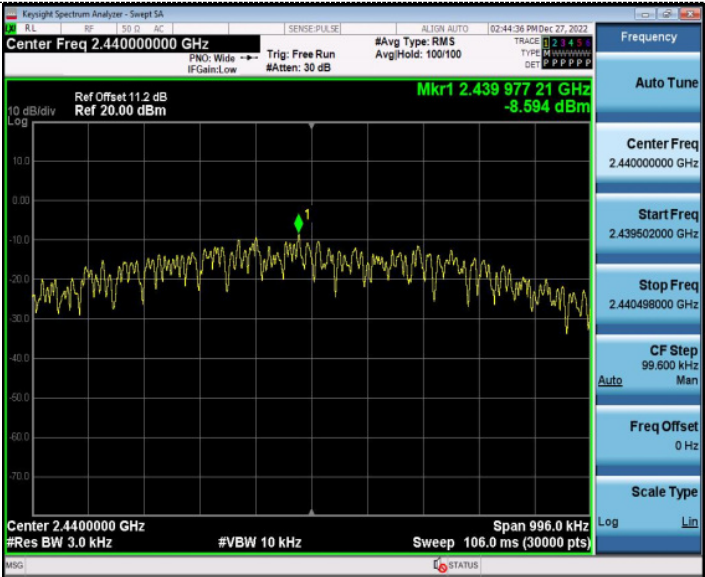 Keysight Spectrum Analyzer - Swept SA
RL RF 50 Ω AC SENSE:PULSE ALIGN AUTO 02:44:36 PM Dec 27, 2022
Center Freq 2.440000000 GHz
PNO: Wide
IFGain:Low
Trig: Free Run
#Atten: 30 dB
#Avg Type: RMS
Avg|Hold: 100/100
TRACE 1 2 3 4 5 6
TYPE M W W W W W
DET P P P P P P
Ref Offset 11.2 dB
10 dB/div Ref 20.00 dBm
Log
Mkr1 2.439 977 21 GHz
-8.594 dBm
10.0
0.00
-10.0
-20.0
-30.0
-40.0
-50.0
-60.0
-70.0
1
Center 2.4400000 GHz Span 996.0 kHz
#Res BW 3.0 kHz #VBW 10 kHz Sweep 106.0 ms (30000 pts)
MSG STATUS
Frequency
Auto Tune
Center Freq
2.440000000 GHz
Start Freq
2.439502000 GHz
Stop Freq
2.440498000 GHz
CF Step
99.600 kHz
Auto Man
Freq Offset
0 Hz
Scale Type
Log Lin